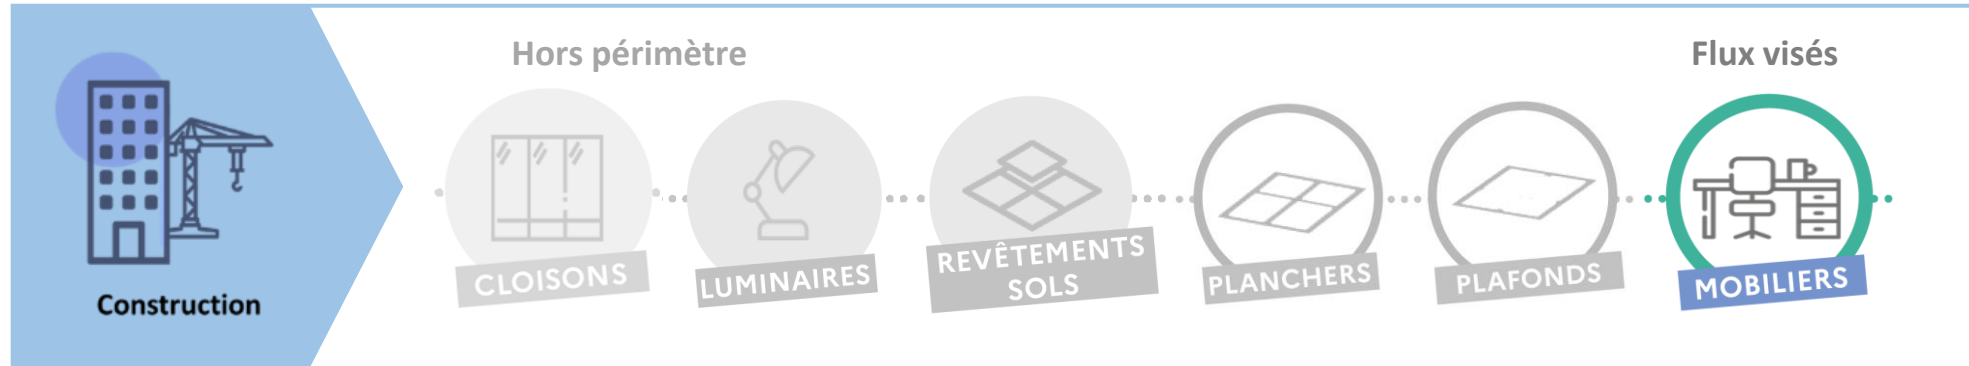 Hors périmètre
Flux visés
Construction
CLOISONS
LUMINAIRES
REVÊTEMENTS
SOLS
PLANCHERS
PLAFONDS
MOBILIERS